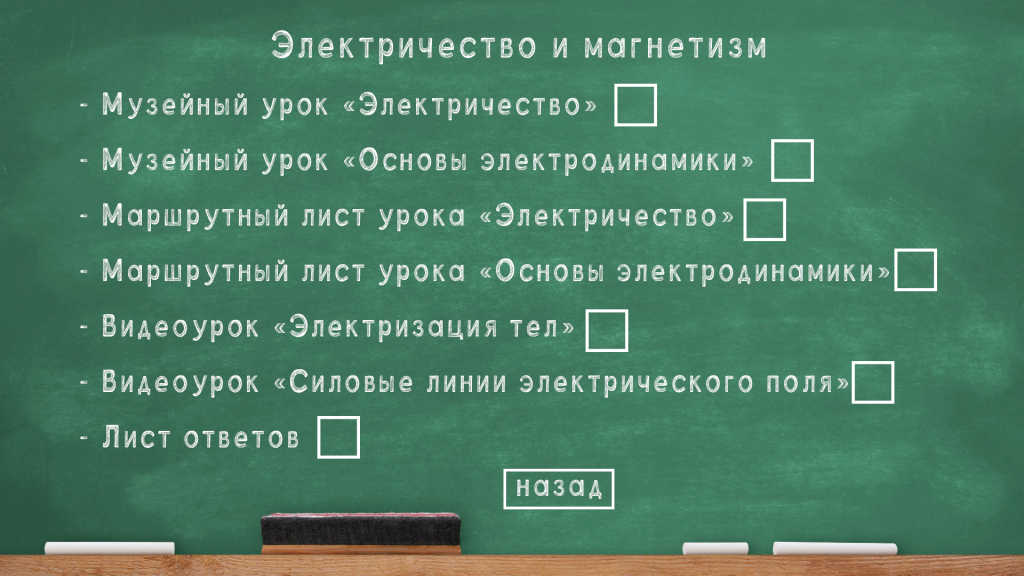 Электричество и магнетизм
- Музейный урок «Электричество»
- Музейный урок «Основы электродинамики»
- Маршрутный лист урока «Электричество»
- Маршрутный лист урока «Основы электродинамики»
- Видеоурок «Электризация тел»
- Видеоурок «Силовые линии электрического поля»
- Лист ответов
назад